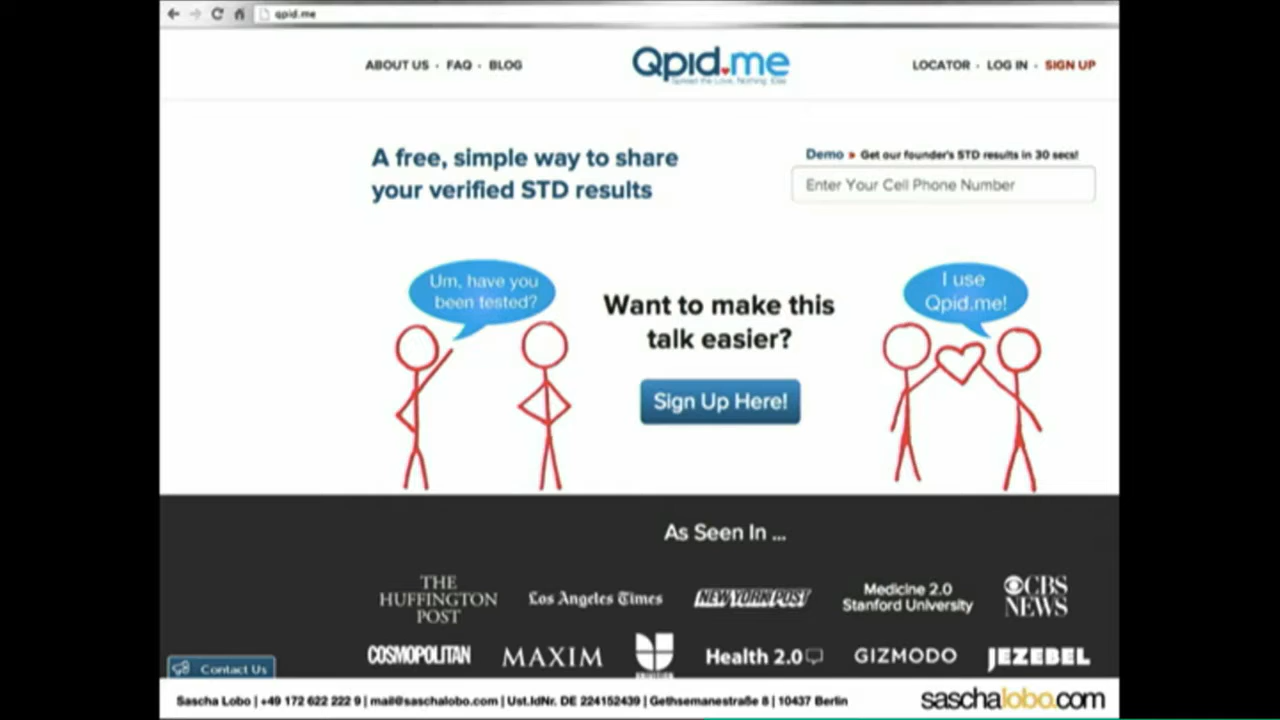 qpid.me
ABOUT US · FAQ · BLOG
Qpid.me
Spread the Love, Nothing Else
LOCATOR · LOG IN · SIGN UP
A free, simple way to share
your verified STD results
Demo » Get our founder's STD results in 30 secs!
Enter Your Cell Phone Number
Um, have you
been tested?
Want to make this
talk easier?
Sign Up Here!
I use
Qpid.me!
As Seen In ...
THE
HUFFINGTON
POST
Los Angeles Times
NEW YORK POST
Medicine 2.0
Stanford University
CBS
NEWS
COSMOPOLITAN
MAXIM
Health 2.0
GIZMODO
JEZEBEL
Contact Us
Sascha Lobo | +49 172 622 222 9 | mail@saschalobo.com | Ust.IdNr. DE 224152439 | Gethsemanestraße 8 | 10437 Berlin
saschalobo.com